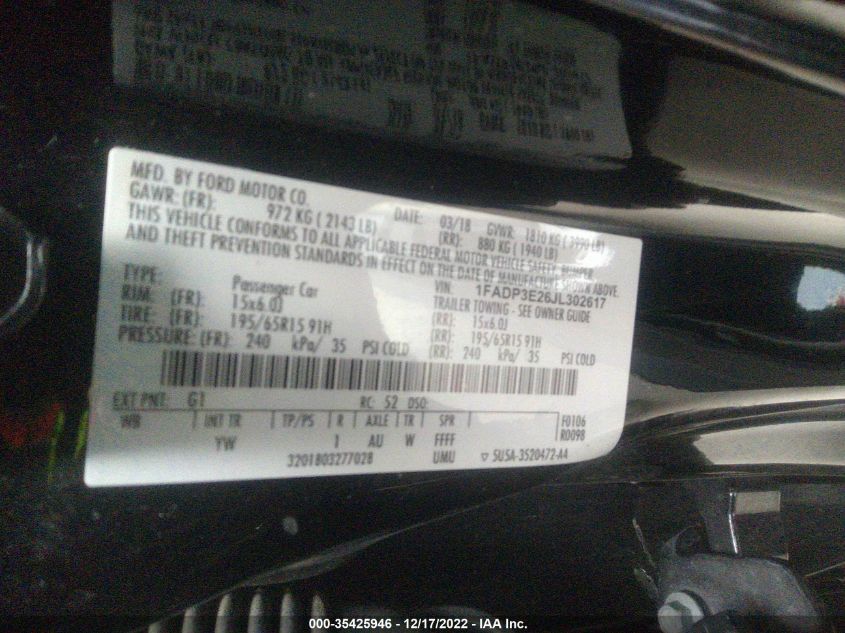 MFD. BY FORD MOTOR CO. DATE: 03/18 GVWR: 1810 KG ( 3990 LB)
GAWR: (FR): 972 KG ( 2143 LB) (RR): 880 KG ( 1940 LB)
THIS VEHICLE CONFORMS TO ALL APPLICABLE FEDERAL MOTOR VEHICLE SAFETY, BUMPER,
AND THEFT PREVENTION STANDARDS IN EFFECT ON THE DATE OF MANUFACTURE SHOWN ABOVE.
VIN: 1FADP3E26JL302617
TYPE: Passenger Car TRAILER TOWING - SEE OWNER GUIDE
RIM: (FR): 15x6.0J (RR): 15x6.0J
TIRE: (FR): 195/65R15 91H (RR): 195/65R15 91H
PRESSURE: (FR): 240 kPa/ 35 PSI COLD (RR): 240 kPa/ 35 PSI COLD
EXT PNT: G1 RC: 52 DSO:
WB INT TR TP/PS R AXLE TR SPR F0106
YW 1 AU W FFFF R0098
3201803277028 UMU ▽ 5USA-3520472-AA
000-35425946 - 12/17/2022 - IAA Inc.